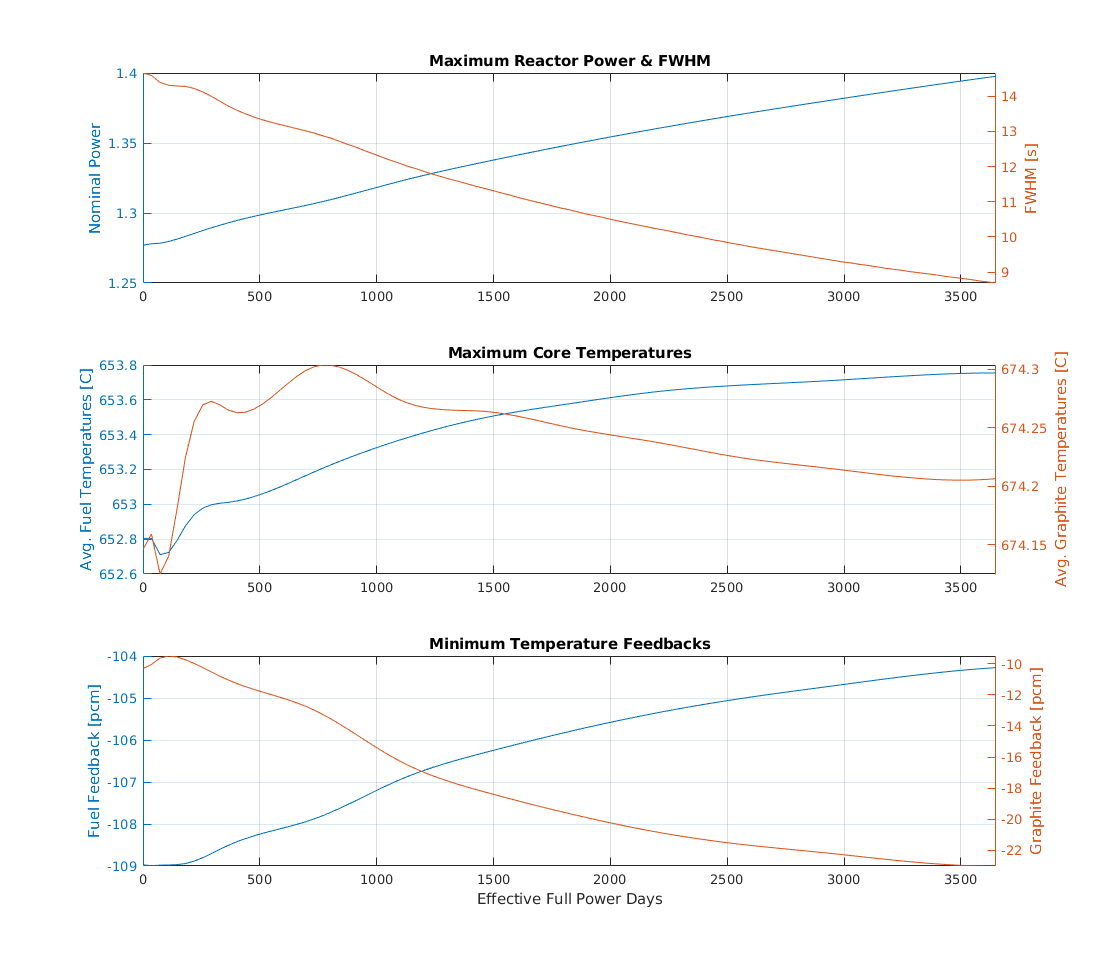 Maximum Reactor Power & FWHM
Nominal Power
FWHM [s]
1.4
1.35
1.3
1.25
14
13
12
11
10
9
0 500 1000 1500 2000 2500 3000 3500
Maximum Core Temperatures
Avg. Fuel Temperatures [C]
Avg. Graphite Temperatures [C]
653.8
653.6
653.4
653.2
653
652.8
652.6
674.3
674.25
674.2
674.15
0 500 1000 1500 2000 2500 3000 3500
Minimum Temperature Feedbacks
Fuel Feedback [pcm]
Graphite Feedback [pcm]
-104
-105
-106
-107
-108
-109
-10
-12
-14
-16
-18
-20
-22
0 500 1000 1500 2000 2500 3000 3500
Effective Full Power Days